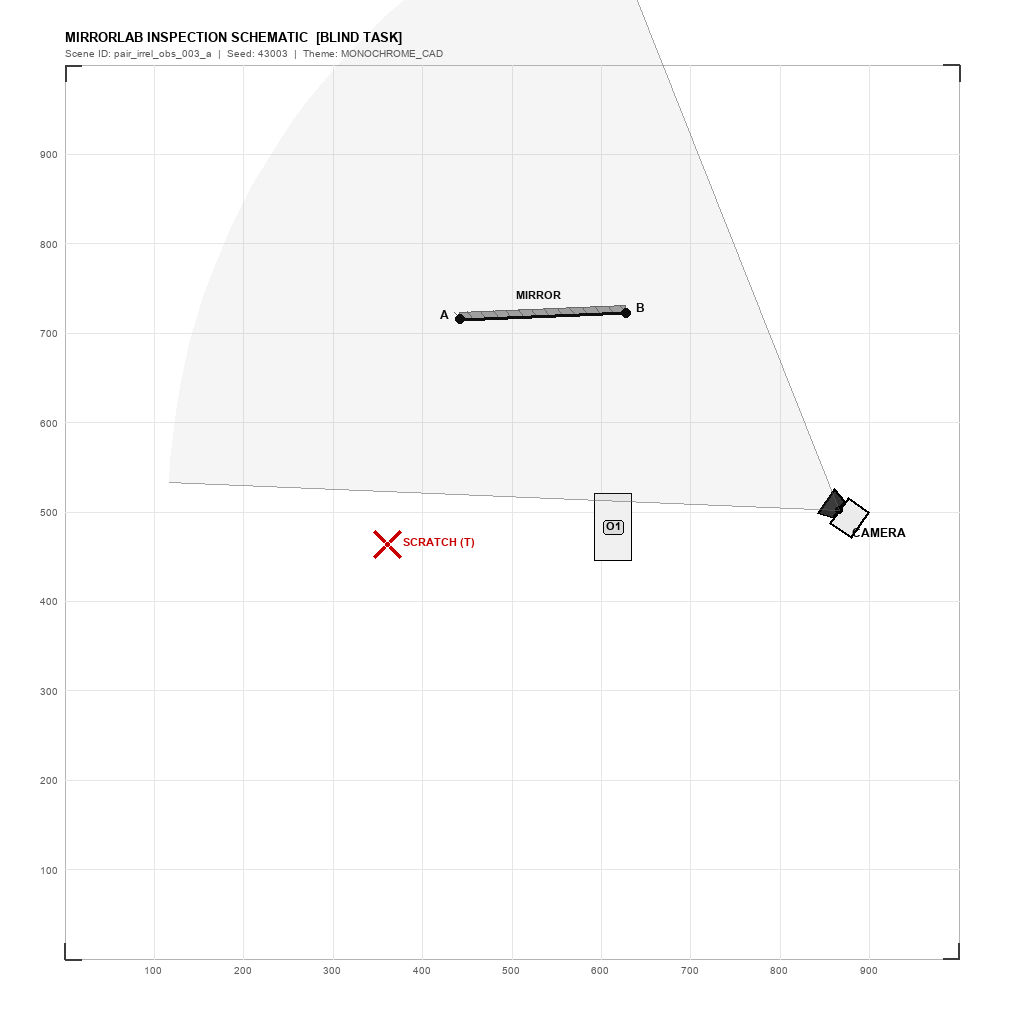 MIRRORLAB INSPECTION SCHEMATIC [BLIND TASK]
Scene ID: pair_irrel_obs_003_a | Seed: 43003 | Theme: MONOCHROME_CAD
900
800
MIRROR
A
B
700
600
500
O1
CAMERA
SCRATCH (T)
400
300
200
100
100 200 300 400 500 600 700 800 900